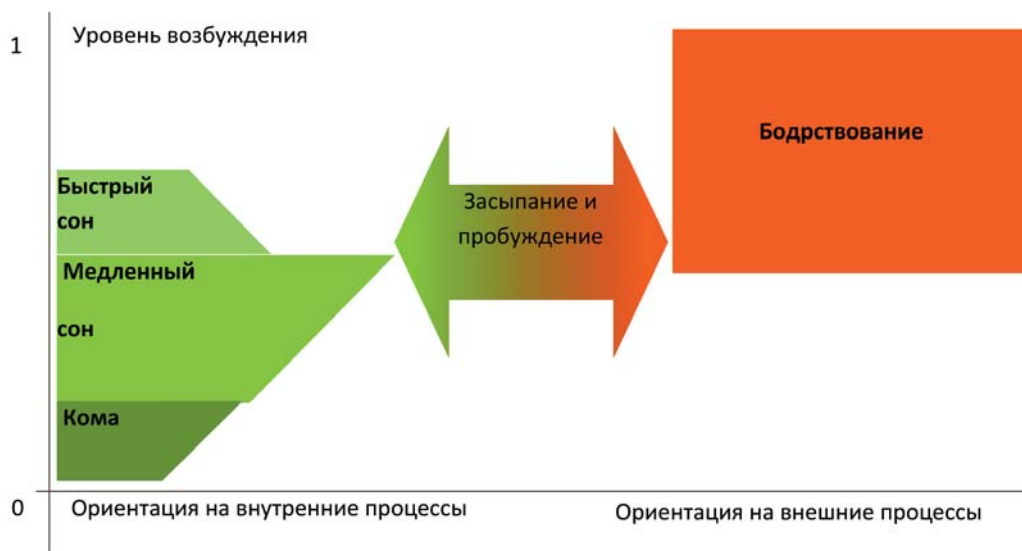 1
Уровень возбуждения
Бодрствование
Быстрый
сон
Засыпание и
пробуждение
Медленный
сон
Кома
0
Ориентация на внутренние процессы
Ориентация на внешние процессы